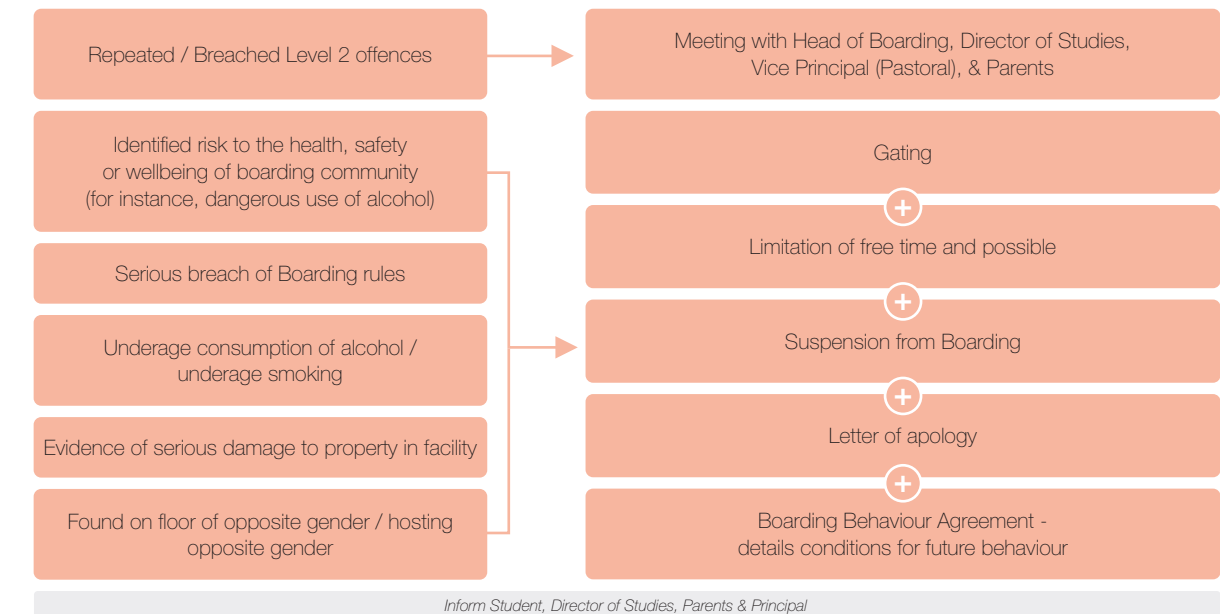 Repeated / Breached Level 2 offences
Meeting with Head of Boarding, Director of Studies,
Vice Principal (Pastoral), & Parents
Identified risk to the health, safety
or wellbeing of boarding community
(for instance, dangerous use of alcohol)
Serious breach of Boarding rules
Underage consumption of alcohol /
underage smoking
Evidence of serious damage to property in facility
Found on floor of opposite gender / hosting
opposite gender
Gating
+
Limitation of free time and possible
+
Suspension from Boarding
+
Letter of apology
+
Boarding Behaviour Agreement -
details conditions for future behaviour
Inform Student, Director of Studies, Parents & Principal